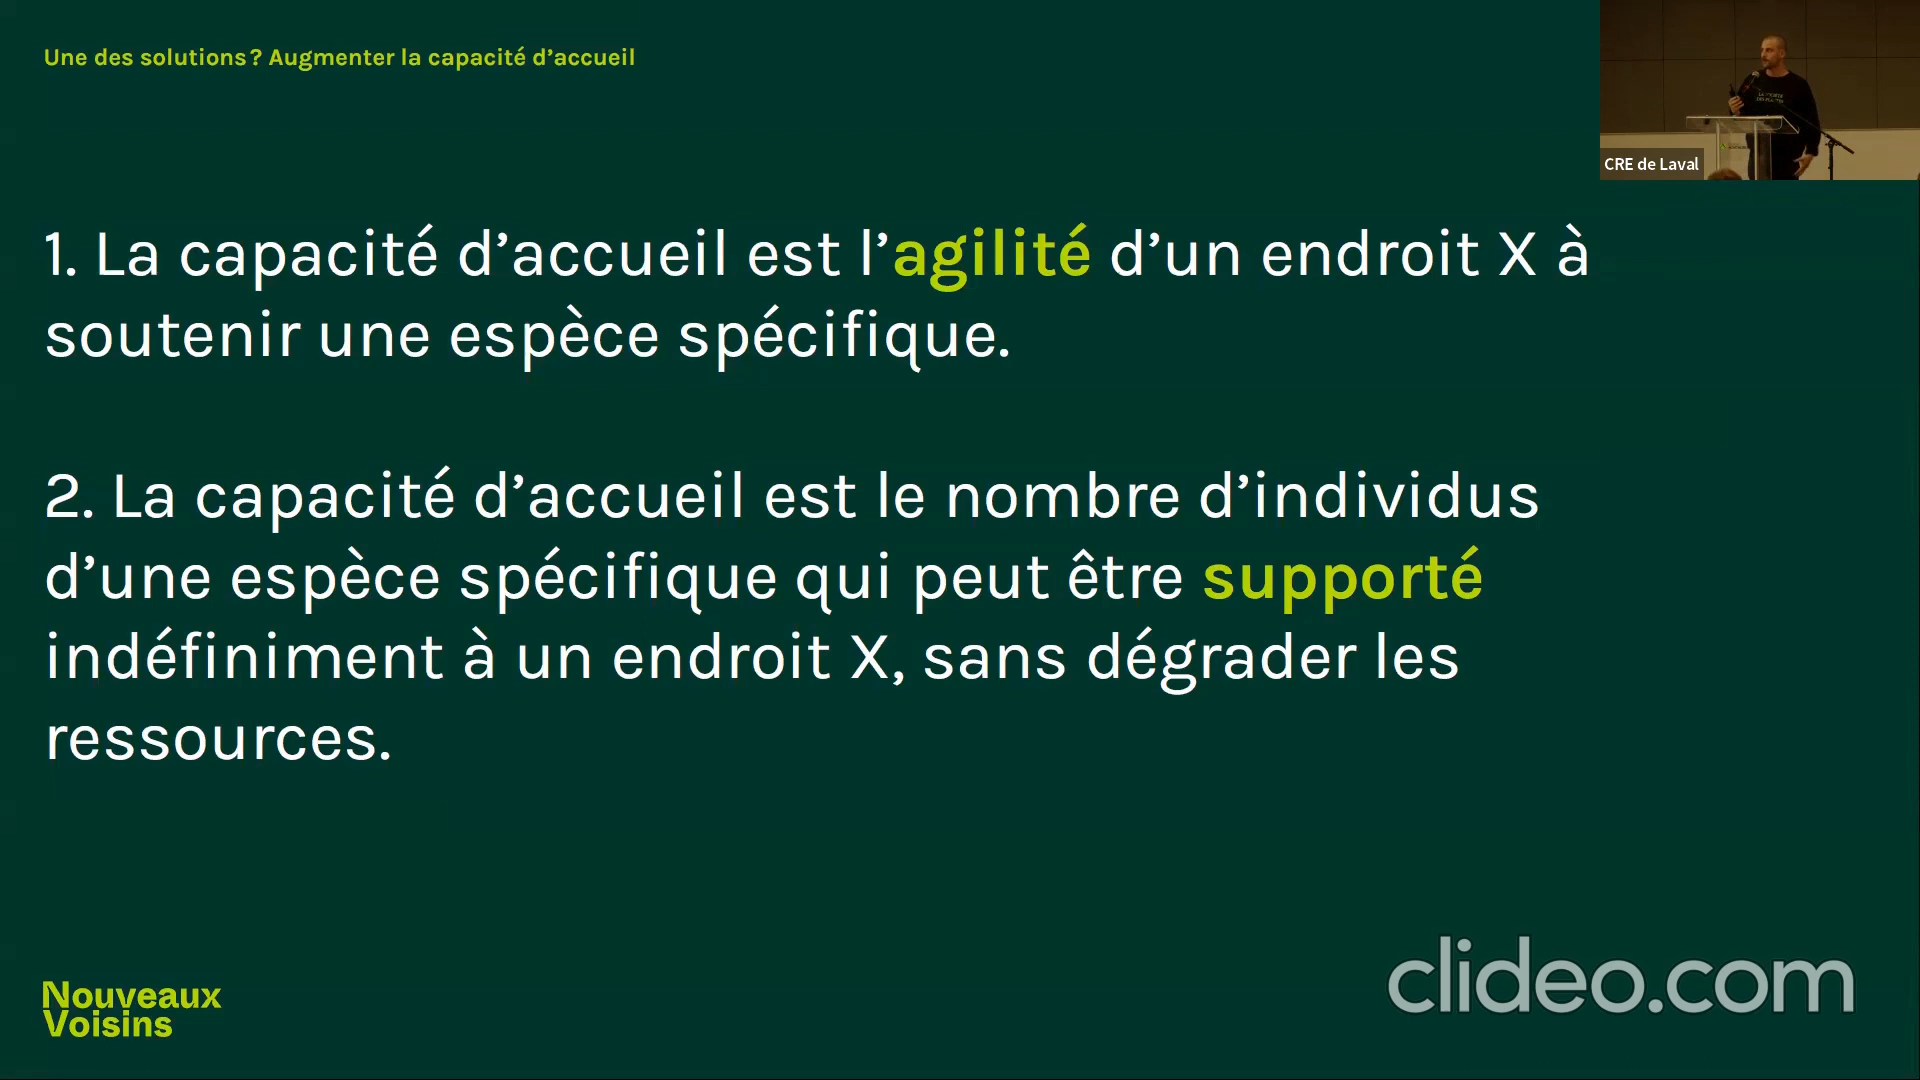 Une des solutions ? Augmenter la capacité d’accueil
CRE de Laval
1. La capacité d’accueil est l’agilité d’un endroit X à
soutenir une espèce spécifique.
2. La capacité d’accueil est le nombre d’individus
d’une espèce spécifique qui peut être supporté
indéfiniment à un endroit X, sans dégrader les
ressources.
Nouveaux
Voisins
clideo.com